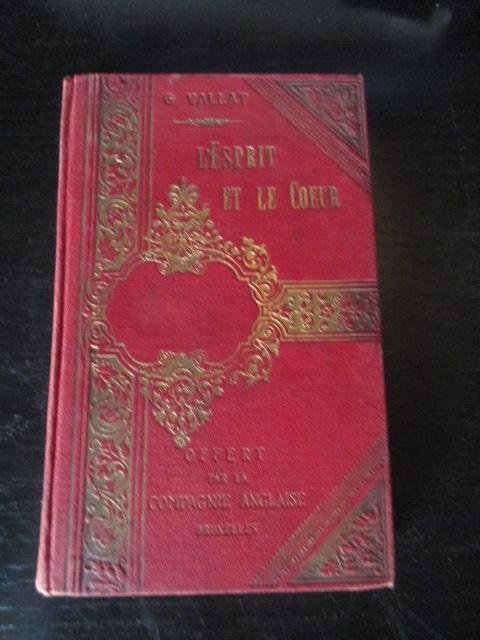 G. VALLAT
L'ESPRIT
ET LE COEUR
OFFERT
PAR LA
COMPAGNIE ANGLAISE
BRUXELLES